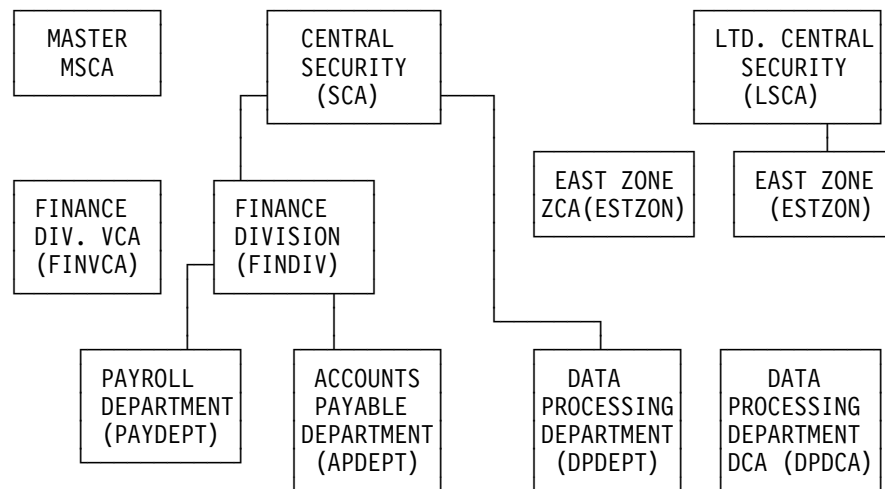 MASTER
MSCA
CENTRAL
SECURITY
(SCA)
LTD. CENTRAL
SECURITY
(LSCA)
EAST ZONE
ZCA(ESTZON)
EAST ZONE
(ESTZON)
FINANCE
DIV. VCA
(FINVCA)
FINANCE
DIVISION
(FINDIV)
PAYROLL
DEPARTMENT
(PAYDEPT)
ACCOUNTS
PAYABLE
DEPARTMENT
(APDEPT)
DATA
PROCESSING
DEPARTMENT
(DPDEPT)
DATA
PROCESSING
DEPARTMENT
DCA (DPDCA)